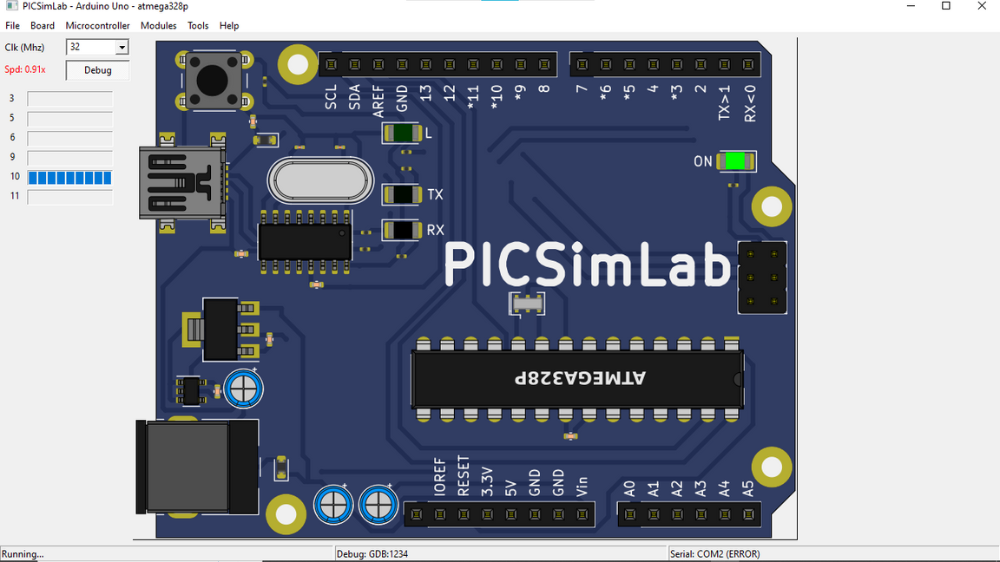 PICSimLab - Arduino Uno - atmega328p
File Board Microcontroller Modules Tools Help
Clk (Mhz) 32
Spd: 0.91x Debug
3
5
6
9
10
11
SCL SDA AREF GND 13 12 *11 *10 *9 8 7 *6 *5 4 *3 2 TX>1 RX<0
L
ON
TX
RX
PICSimLab
ATMEGA328P
IOREF RESET 3.3V 5V GND GND Vin A0 A1 A2 A3 A4 A5
+
+ +
Running... Debug: GDB:1234 Serial: COM2 (ERROR)